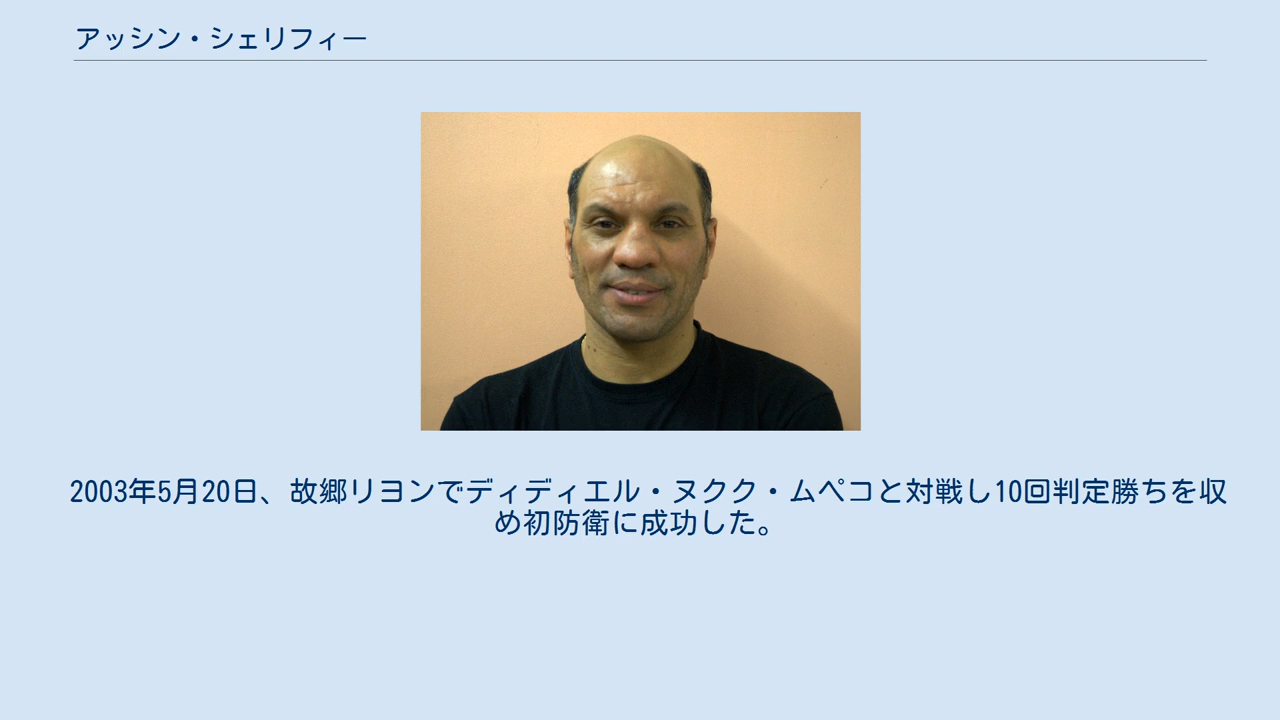 アッシン・シェリフィー
2003年5月20日、故郷リヨンでディディエル・ヌクク・ムペコと対戦し10回判定勝ちを収
め初防衛に成功した。